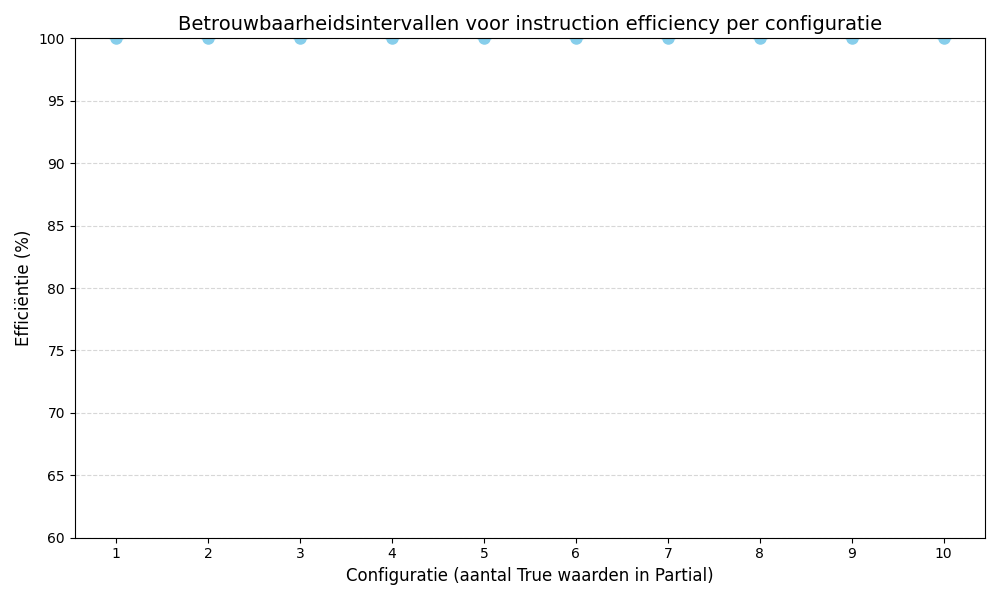 Betrouwbaarheidsintervallen voor instruction efficiency per configuratie
100
95
90
85
80
75
70
65
60
Efficiëntie (%)
1 2 3 4 5 6 7 8 9 10
Configuratie (aantal True waarden in Partial)